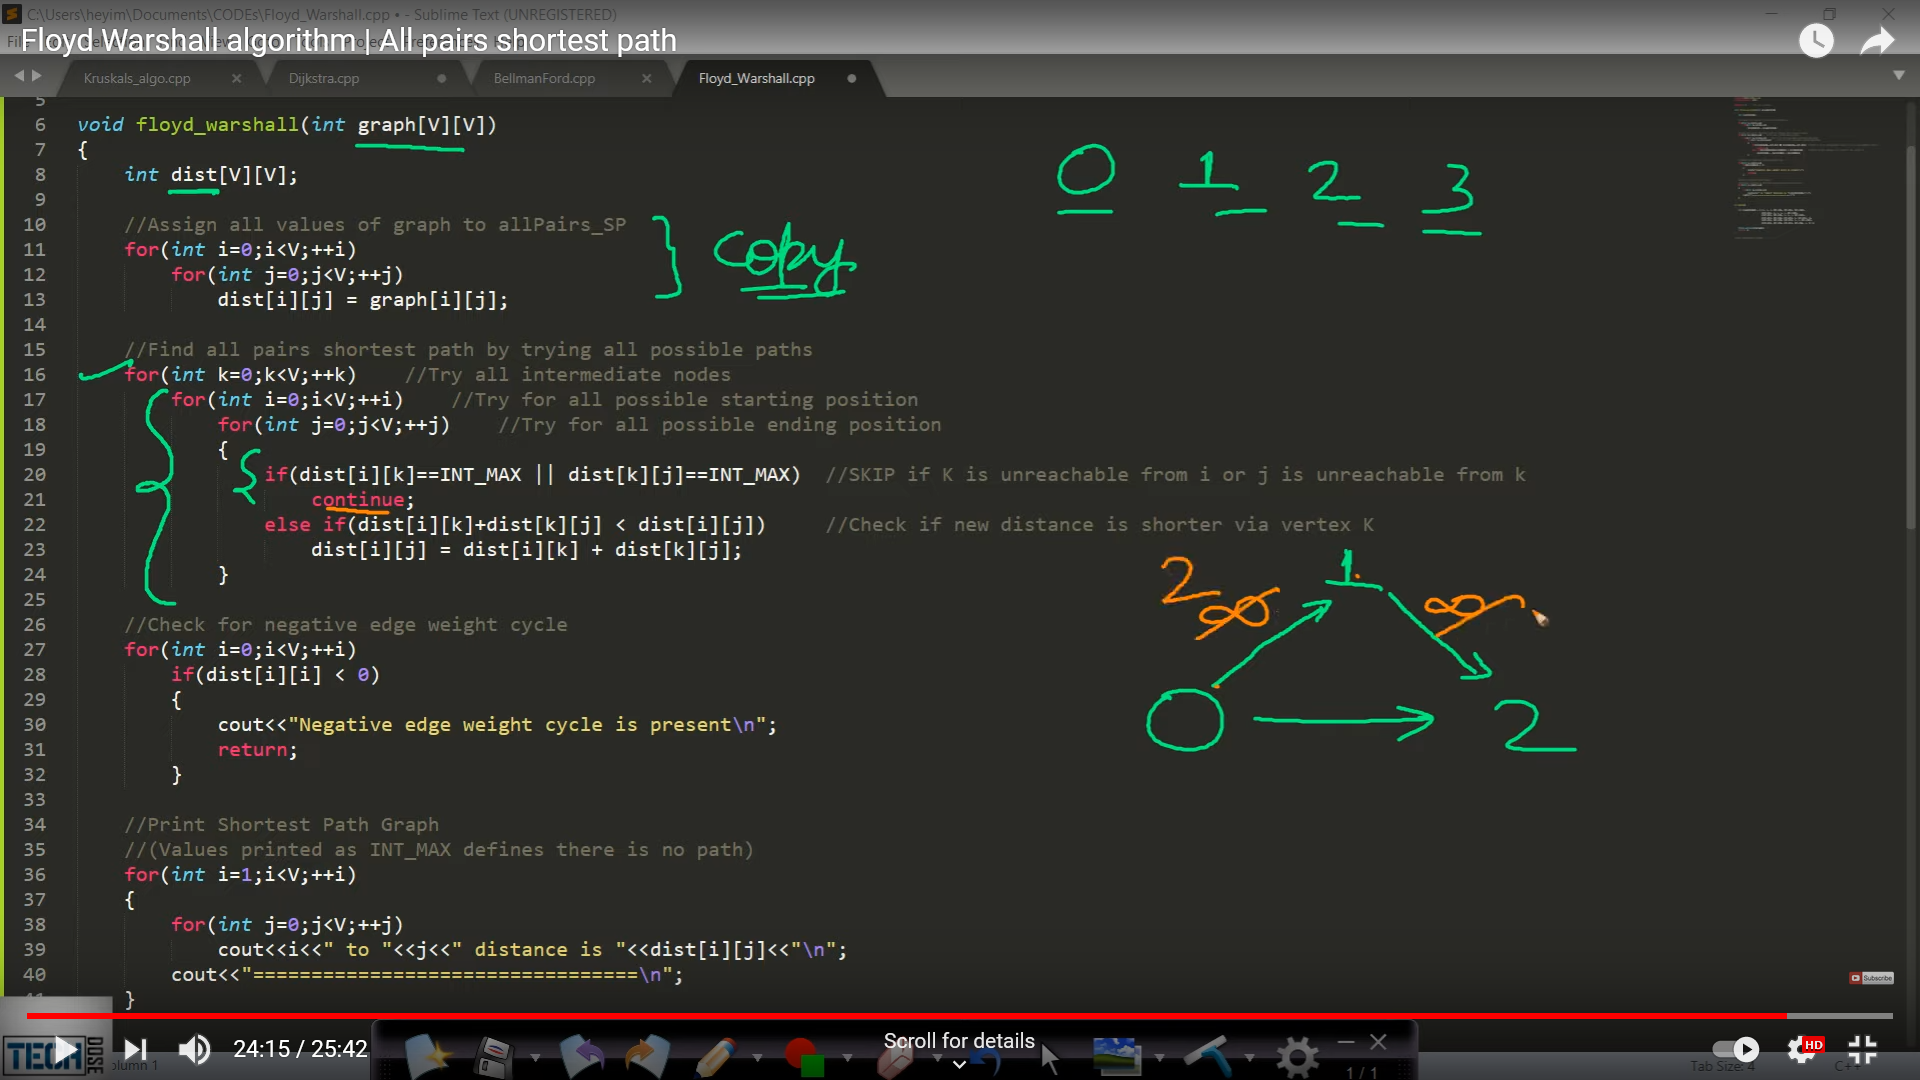 C:\Users\heyim\Documents\CODEs\Floyd_Warshall.cpp • - Sublime Text (UNREGISTERED)
Floyd Warshall algorithm | All pairs shortest path
Kruskals_algo.cpp × Dijkstra.cpp BellmanFord.cpp × Floyd_Warshall.cpp
5
6 void floyd_warshall(int graph[V][V])
7 {
8 int dist[V][V];
9
10 //Assign all values of graph to allPairs_SP
11 for(int i=0;i<V;++i)
12 for(int j=0;j<V;++j)
13 dist[i][j] = graph[i][j];
14
15 //Find all pairs shortest path by trying all possible paths
16 for(int k=0;k<V;++k) //Try all intermediate nodes
17 for(int i=0;i<V;++i) //Try for all possible starting position
18 for(int j=0;j<V;++j) //Try for all possible ending position
19 {
20 if(dist[i][k]==INT_MAX || dist[k][j]==INT_MAX) //SKIP if K is unreachable from i or j is unreachable from k
21 continue;
22 else if(dist[i][k]+dist[k][j] < dist[i][j]) //Check if new distance is shorter via vertex K
23 dist[i][j] = dist[i][k] + dist[k][j];
24 }
25
26 //Check for negative edge weight cycle
27 for(int i=0;i<V;++i)
28 if(dist[i][i] < 0)
29 {
30 cout<<"Negative edge weight cycle is present\n";
31 return;
32 }
33
34 //Print Shortest Path Graph
35 //(Values printed as INT_MAX defines there is no path)
36 for(int i=1;i<V;++i)
37 {
38 for(int j=0;j<V;++j)
39 cout<<i<<" to "<<j<<" distance is "<<dist[i][j]<<"\n";
40 cout<<"=================================\n";
41 }
copy
0 1 2 3
2 ∞ 1 ∞
0 2
Subscribe
TECH DOSE
24:15 / 25:42
Scroll for details
HD
1 / 1
Tab Size: 4 C++